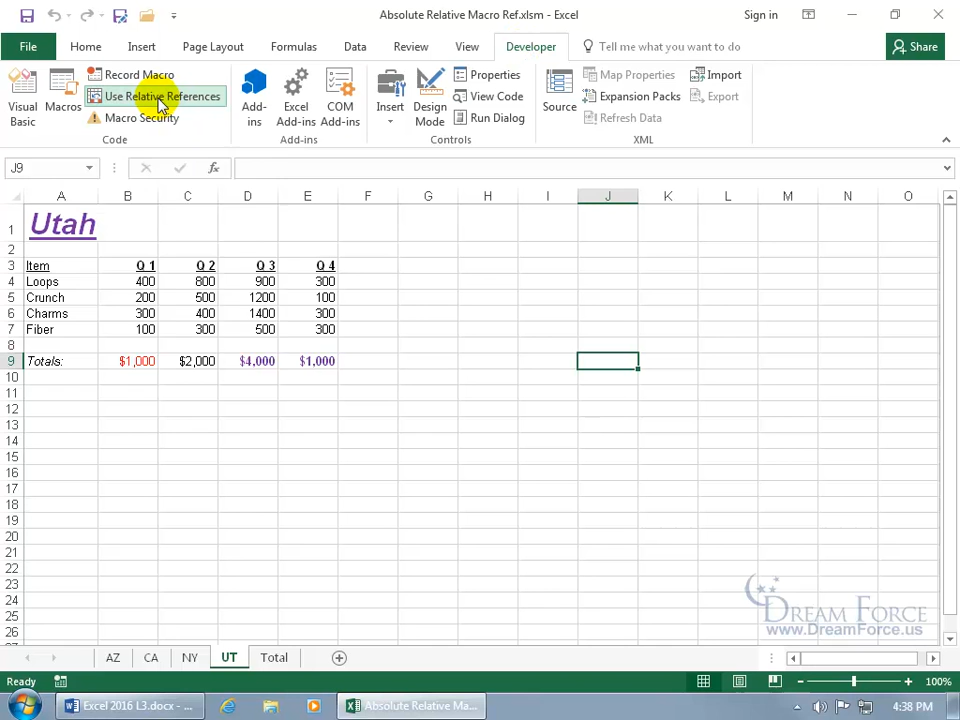 Absolute Relative Macro Ref.xlsm - Excel
Sign in
File Home Insert Page Layout Formulas Data Review View Developer Tell me what you want to do Share
Visual Basic
Macros
Record Macro
Use Relative References
Macro Security
Code
Add-ins
Excel Add-ins
COM Add-ins
Add-ins
Insert
Design Mode
Properties
View Code
Run Dialog
Controls
Source
Map Properties
Expansion Packs
Refresh Data
Import
Export
XML
J9
fx
A B C D E F G H I J K L M N O
1 Utah
2
3 Item Q 1 Q 2 Q 3 Q 4
4 Loops 400 800 900 300
5 Crunch 200 500 1200 100
6 Charms 300 400 1400 300
7 Fiber 100 300 500 300
8
9 Totals: $1,000 $2,000 $4,000 $1,000
10
11
12
13
14
15
16
17
18
19
20
21
22
23
24
25
26
DREAM FORCE
www.DreamForce.us
AZ CA NY UT Total
Ready
100%
Excel 2016 L3.docx - ...
Absolute Relative Ma...
4:38 PM